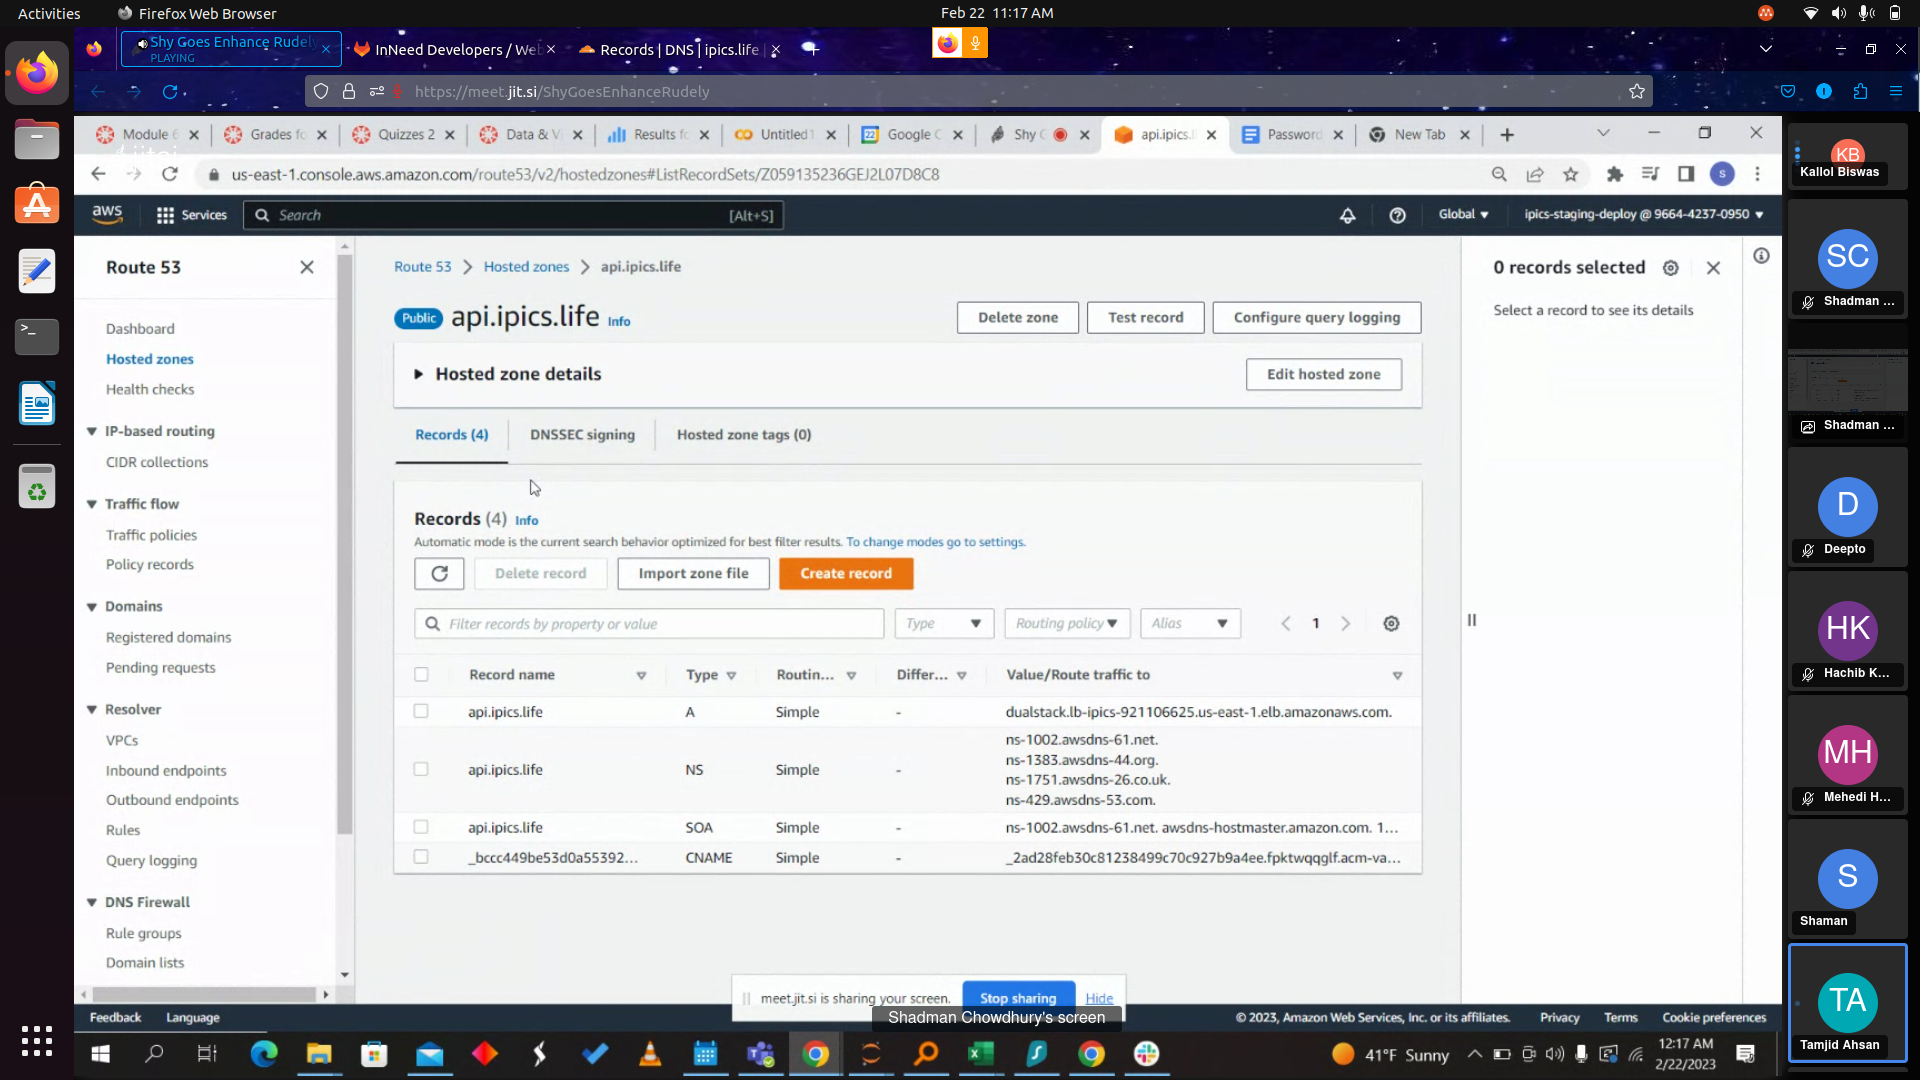 Activities
Firefox Web Browser
Feb 22 11:17 AM
Shy Goes Enhance Rudely
PLAYING
InNeed Developers / Web
Records | DNS | ipics.life
https://meet.jit.si/ShyGoesEnhanceRudely
Module 6
Grades fo
Quizzes 2
Data & Vi
Results fo
Untitled1
Google C
Shy G
api.ipics.l
Password
New Tab
us-east-1.console.aws.amazon.com/route53/v2/hostedzones#ListRecordSets/Z059135236GEJ2L07D8C8
S
aws
Services
Search
[Alt+S]
Global
ipics-staging-deploy @ 9664-4237-0950
Route 53
Dashboard
Hosted zones
Health checks
IP-based routing
CIDR collections
Traffic flow
Traffic policies
Policy records
Domains
Registered domains
Pending requests
Resolver
VPCs
Inbound endpoints
Outbound endpoints
Rules
Query logging
DNS Firewall
Rule groups
Domain lists
Route 53 > Hosted zones > api.ipics.life
Public
api.ipics.life
Info
Delete zone
Test record
Configure query logging
Hosted zone details
Edit hosted zone
Records (4)
DNSSEC signing
Hosted zone tags (0)
Records (4) Info
Automatic mode is the current search behavior optimized for best filter results. To change modes go to settings.
Delete record
Import zone file
Create record
Filter records by property or value
Type
Routing policy
Alias
1
Record name
Type
Routin...
Differ...
Value/Route traffic to
api.ipics.life A Simple - dualstack.lb-ipics-921106625.us-east-1.elb.amazonaws.com.
api.ipics.life NS Simple - ns-1002.awsdns-61.net.
ns-1383.awsdns-44.org.
ns-1751.awsdns-26.co.uk.
ns-429.awsdns-53.com.
api.ipics.life SOA Simple - ns-1002.awsdns-61.net. awsdns-hostmaster.amazon.com. 1...
_bccc449be53d0a55392... CNAME Simple - _2ad28feb30c81238499c70c927b9a4ee.fpktwqqglf.acm-va...
0 records selected
Select a record to see its details
meet.jit.si is sharing your screen.
Stop sharing
Hide
Shadman Chowdhury's screen
Feedback
Language
© 2023, Amazon Web Services, Inc. or its affiliates.
Privacy
Terms
Cookie preferences
41°F Sunny
12:17 AM
2/22/2023
KB
Kallol Biswas
SC
Shadman ...
Shadman ...
D
Deepto
HK
Hachib K...
MH
Mehedi H...
S
Shaman
TA
Tamjid Ahsan